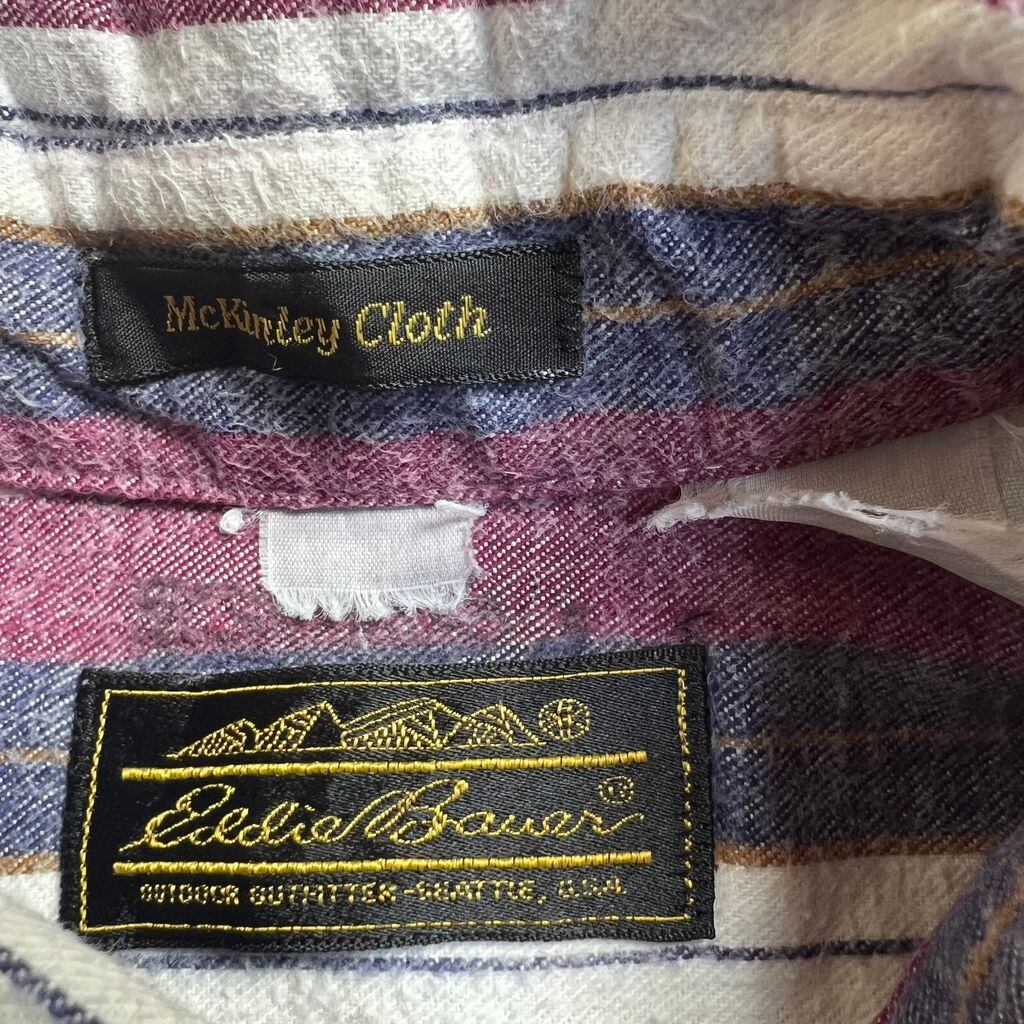 McKinley Cloth
Eddie Bauer®
OUTDOOR OUTFITTER-SEATTLE, U.S.A.